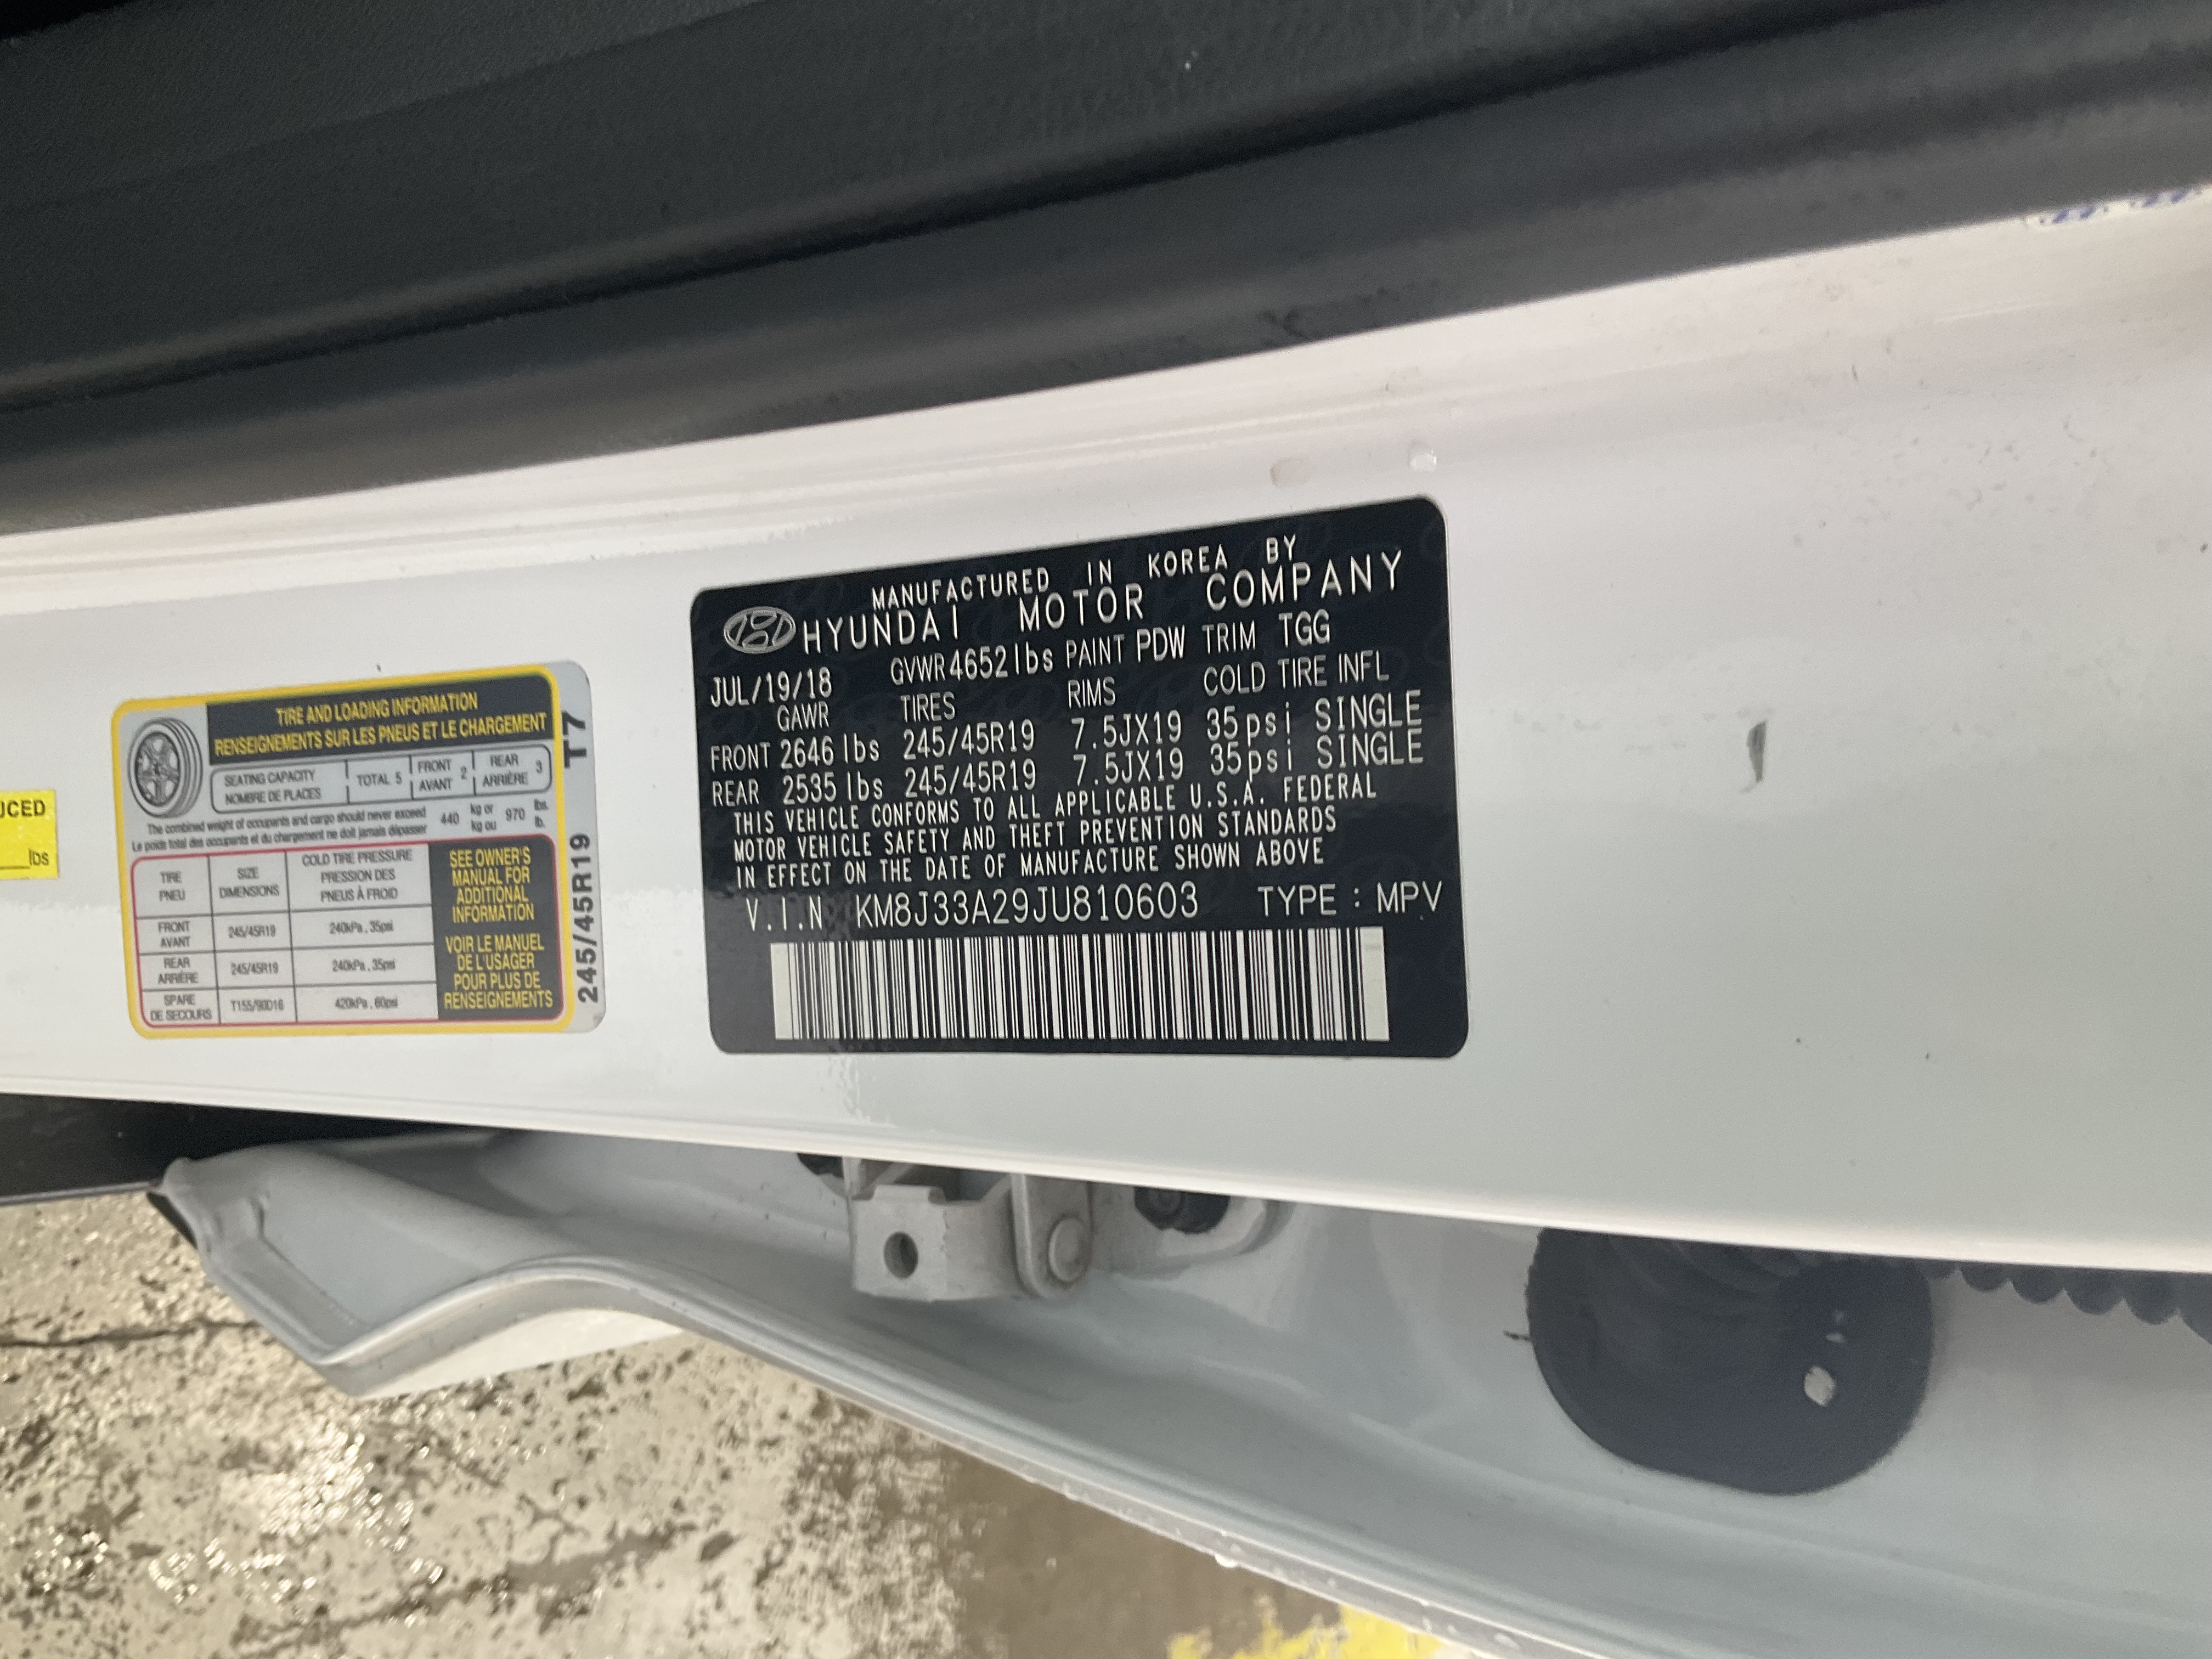 UCED
lbs
TIRE AND LOADING INFORMATION
RENSEIGNEMENTS SUR LES PNEUS ET LE CHARGEMENT
SEATING CAPACITY
NOMBRE DE PLACES
TOTAL 5
FRONT
AVANT
2
REAR
ARRIÈRE
3
The combined weight of occupants and cargo should never exceed
Le poids total des occupants et du chargement ne doit jamais dépasser
440
kg or
kg ou
970
lbs.
lb.
TIRE
PNEU
SIZE
DIMENSIONS
COLD TIRE PRESSURE
PRESSION DES
PNEUS À FROID
FRONT
AVANT
245/45R19
240kPa , 35psi
REAR
ARRIÈRE
245/45R19
240kPa , 35psi
SPARE
DE SECOURS
T155/90D16
420kPa , 60psi
SEE OWNER'S
MANUAL FOR
ADDITIONAL
INFORMATION
VOIR LE MANUEL
DE L'USAGER
POUR PLUS DE
RENSEIGNEMENTS
245/45R19 T7
MANUFACTURED IN KOREA BY
HYUNDAI MOTOR COMPANY
JUL/19/18 GVWR 4652 lbs PAINT PDW TRIM TGG
GAWR TIRES RIMS COLD TIRE INFL
FRONT 2646 lbs 245/45R19 7.5JX19 35psi SINGLE
REAR 2535 lbs 245/45R19 7.5JX19 35psi SINGLE
THIS VEHICLE CONFORMS TO ALL APPLICABLE U.S.A. FEDERAL
MOTOR VEHICLE SAFETY AND THEFT PREVENTION STANDARDS
IN EFFECT ON THE DATE OF MANUFACTURE SHOWN ABOVE
V.I.N KM8J33A29JU810603 TYPE : MPV